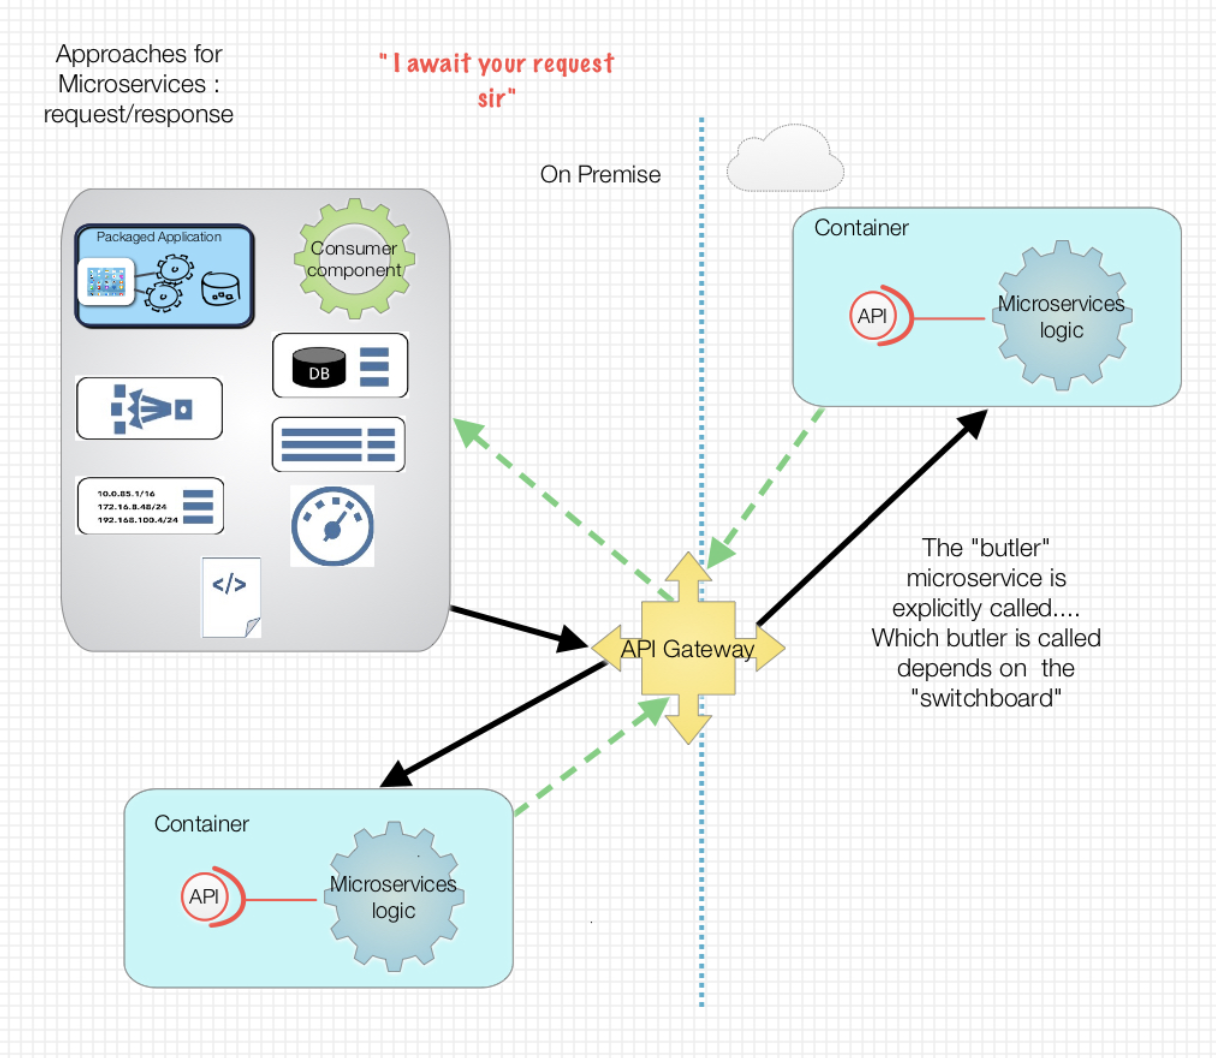 Approaches for
Microservices :
request/response
" I await your request
sir"
On Premise
Packaged Application
Consumer
component
DB
10.0.85.1/16
172.16.8.48/24
192.168.100.4/24
</>
Container
API
Microservices
logic
API Gateway
The "butler"
microservice is
explicitly called....
Which butler is called
depends on the
"switchboard"
Container
API
Microservices
logic